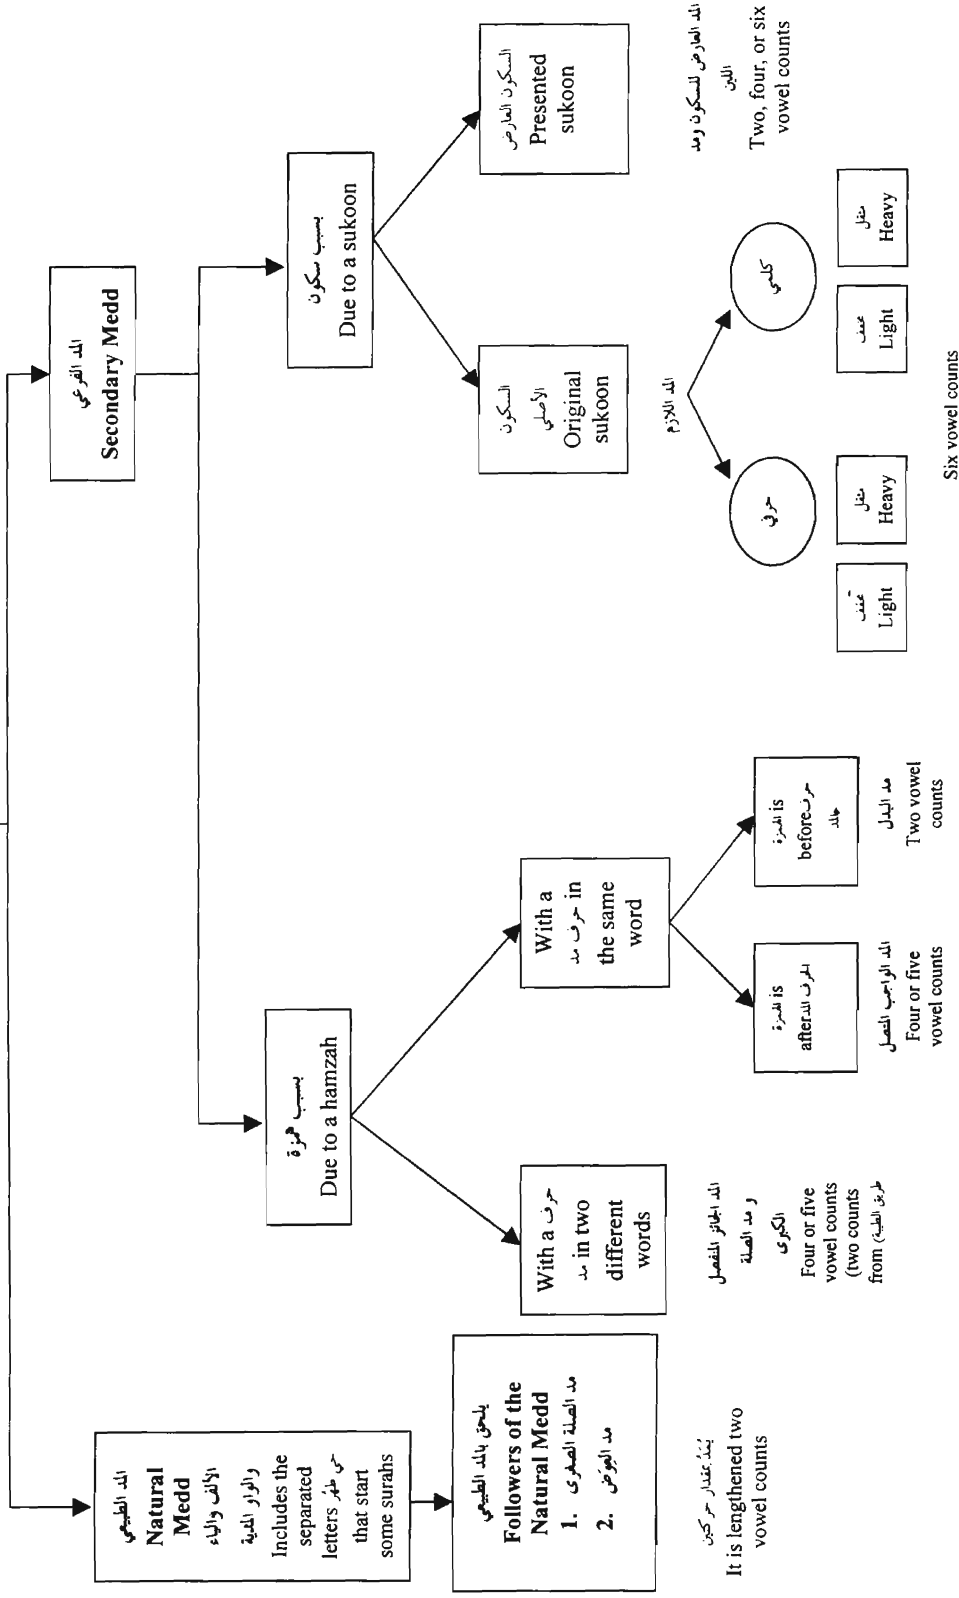 المد الفرعي
Secondary Medd
المد الطبيعي
Natural
Medd
الألف والياء
والواو المدية
Includes the
separated
letters حي طهر
that start
some surahs
يلحق بالمد الطبيعي
Followers of the
Natural Medd
1. مد الصلة الصغرى
2. مد العِوَض
يُمَدُّ بمقدار حركتين
It is lengthened two
vowel counts
بسبب همزة
Due to a hamzah
With a حرف
مد in two
different
words
المد الجائز المنفصل
و مد الصلة
الكبرى
Four or five
vowel counts
(two counts
from طريق الطيبة)
With a
حرف مد in
the same
word
الهمزة is
after الحرف المد
المد الواجب المتصل
Four or five
vowel counts
الهمزة is
before حرف
مد البدل
Two vowel
counts
بسبب سكون
Due to a sukoon
السكون
الأصلي
Original
sukoon
المد اللازم
حرفي
مخفف
Light
مثقل
Heavy
كلمي
مخفف
Light
مثقل
Heavy
Six vowel counts
السكون العارض
Presented
sukoon
المد العارض للسكون ومد
اللين
Two, four, or six
vowel counts